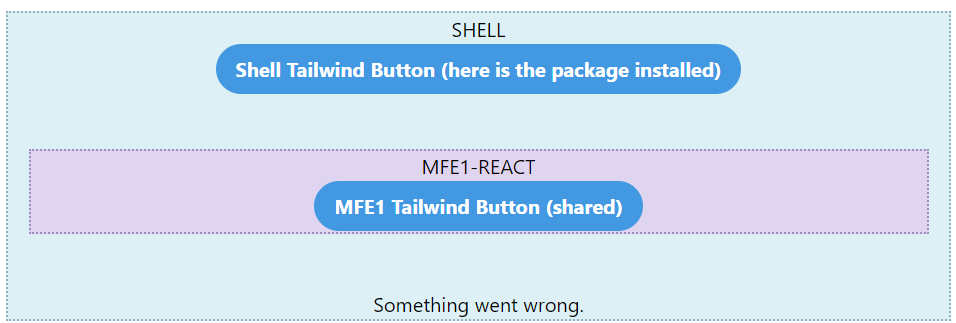 SHELL
Shell Tailwind Button (here is the package installed)
MFE1-REACT
MFE1 Tailwind Button (shared)
Something went wrong.